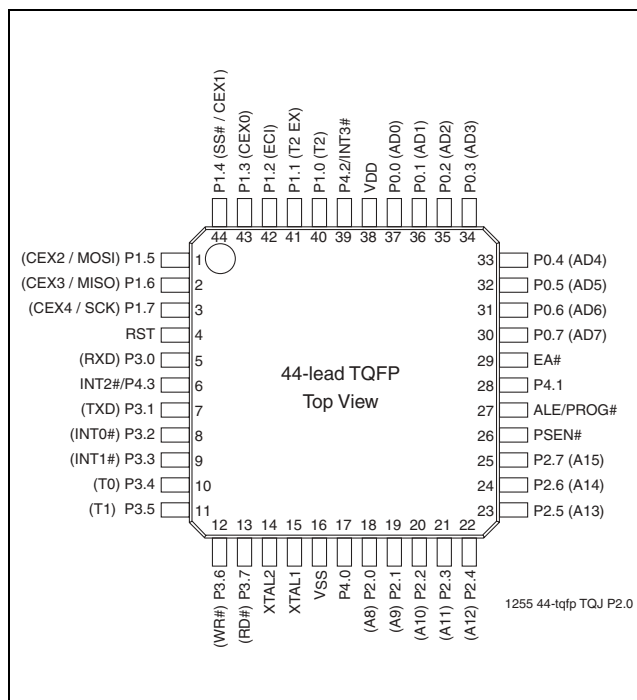 P1.4 (SS# / CEX1)
P1.3 (CEX0)
P1.2 (ECI)
P1.1 (T2 EX)
P1.0 (T2)
P4.2/INT3#
VDD
P0.0 (AD0)
P0.1 (AD1)
P0.2 (AD2)
P0.3 (AD3)
44 43 42 41 40 39 38 37 36 35 34
(CEX2 / MOSI) P1.5 1
(CEX3 / MISO) P1.6 2
(CEX4 / SCK) P1.7 3
RST 4
(RXD) P3.0 5
INT2#/P4.3 6
(TXD) P3.1 7
(INT0#) P3.2 8
(INT1#) P3.3 9
(T0) P3.4 10
(T1) P3.5 11
44-lead TQFP
Top View
33 P0.4 (AD4)
32 P0.5 (AD5)
31 P0.6 (AD6)
30 P0.7 (AD7)
29 EA#
28 P4.1
27 ALE/PROG#
26 PSEN#
25 P2.7 (A15)
24 P2.6 (A14)
23 P2.5 (A13)
12 13 14 15 16 17 18 19 20 21 22
(WR#) P3.6
(RD#) P3.7
XTAL2
XTAL1
VSS
P4.0
(A8) P2.0
(A9) P2.1
(A10) P2.2
(A11) P2.3
(A12) P2.4
1255 44-tqfp TQJ P2.0